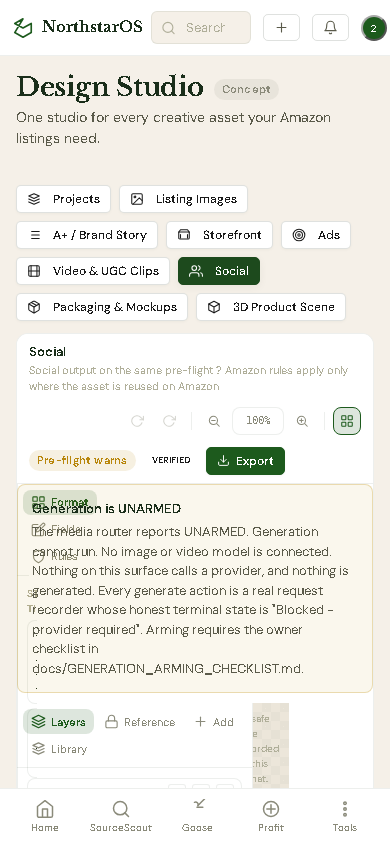 NorthstarOS
Search
2
Design Studio
Concept
One studio for every creative asset your Amazon
listings need.
Projects
Listing Images
A+ / Brand Story
Storefront
Ads
Video & UGC Clips
Social
Packaging & Mockups
3D Product Scene
Social
Social output on the same pre-flight ? Amazon rules apply only
where the asset is reused on Amazon
100%
Pre-flight warns
VERIFIED
Export
Format
Fields
Rules
Generation is UNARMED
The media router reports UNARMED. Generation
cannot run. No image or video model is connected.
Nothing on this surface calls a provider, and nothing is
generated. Every generate action is a real request
recorder whose honest terminal state is "Blocked -
provider required". Arming requires the owner
checklist in
docs/GENERATION_ARMING_CHECKLIST.md.
.
Layers
Reference
Add
Library
safe
this
Home
SourceScout
Goose
Profit
Tools